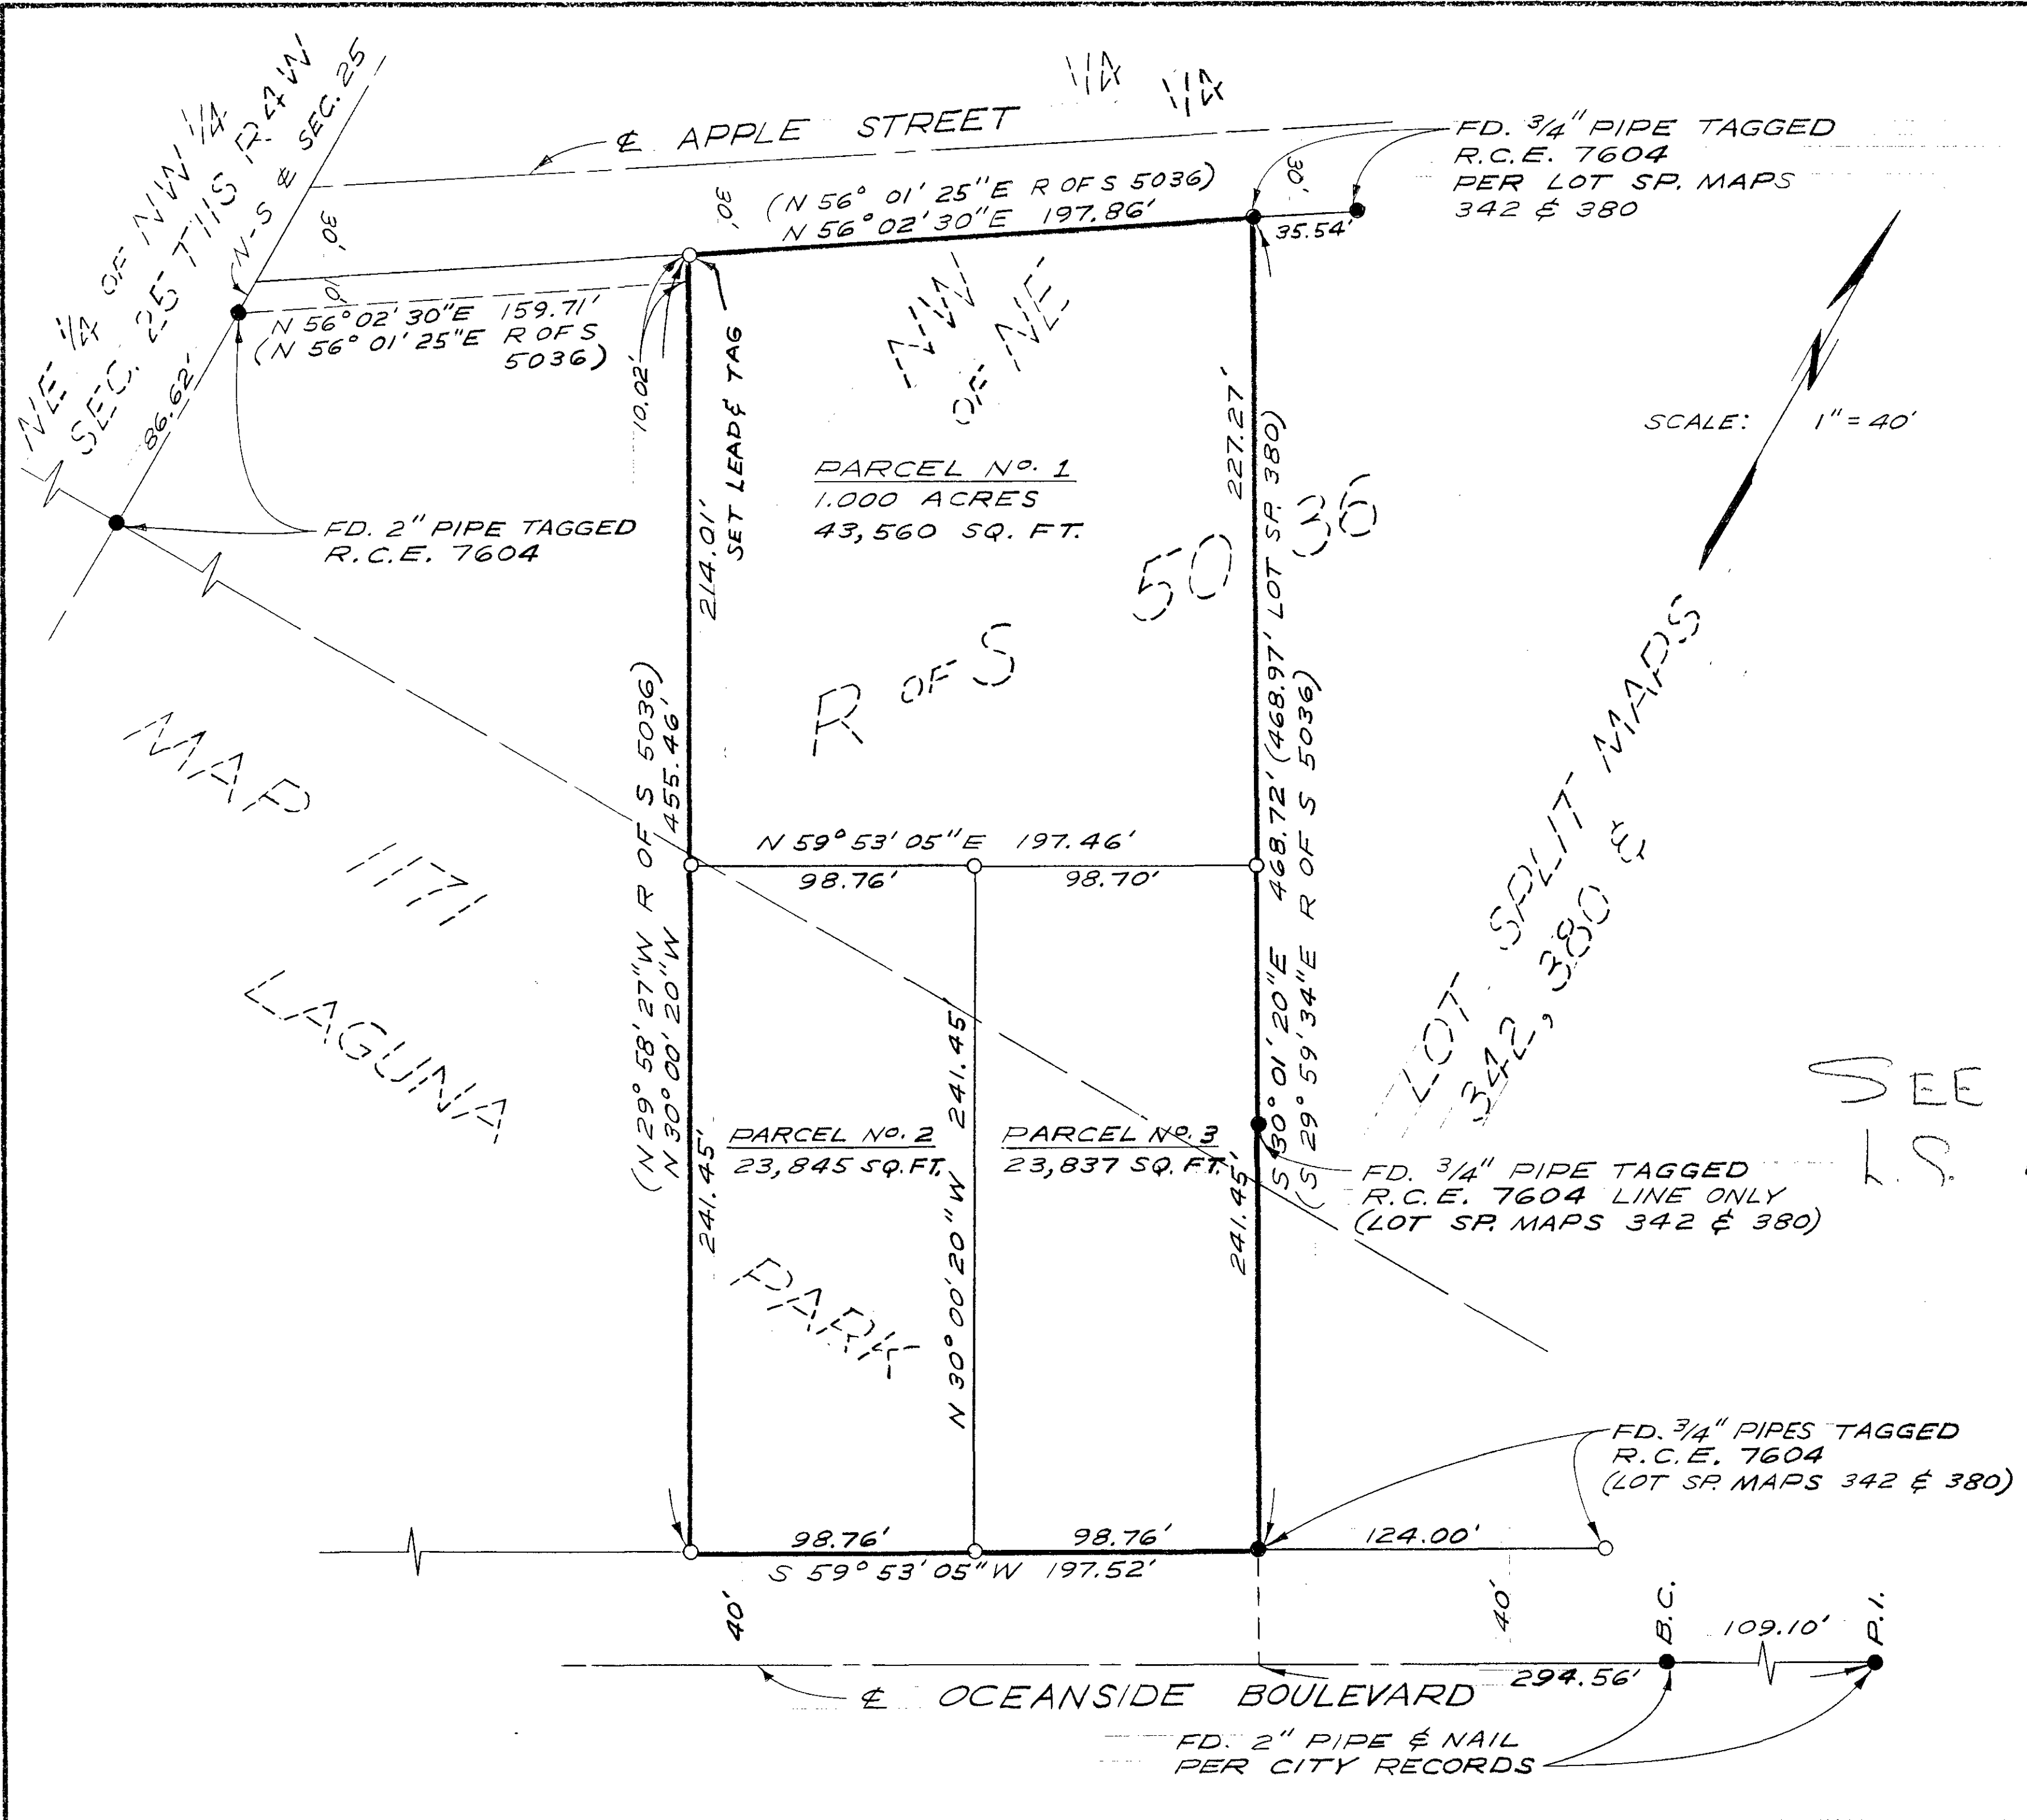 NE 1/4 OF NW 1/4
SEC. 25 T11S R4W
N-S ℄ SEC. 25
℄ APPLE STREET
1/4 1/4
FD. 3/4" PIPE TAGGED
R.C.E. 7604
PER LOT SP. MAPS
342 & 380
30'
30'
30'
10'
(N 56° 01' 25"E R OF S 5036)
N 56° 02' 30"E 197.86'
35.54'
N 56° 02' 30"E 159.71'
(N 56° 01' 25"E R OF S
5036)
86.62'
10.02'
SET LEAD & TAG
NW
OF NE
SCALE: 1" = 40'
PARCEL No. 1
1.000 ACRES
43,560 SQ. FT.
FD. 2" PIPE TAGGED
R.C.E. 7604
214.01'
227.27'
R OF S 5036
MAP 1171
LAGUNA
PARK
(N 29° 58' 27"W R OF S 5036)
N 30° 00' 20"W 455.46'
S 30° 01' 20"E 468.72' (468.97' LOT SP. 380)
(S 29° 59' 34"E R OF S 5036)
N 59° 53' 05"E 197.46'
98.76' 98.70'
LOT SPLIT MAPS
342, 380 &
SEE
L.S.
N 30° 00' 20"W 241.45'
PARCEL No. 2
23,845 SQ. FT.
PARCEL No. 3
23,837 SQ. FT.
241.45'
241.45'
FD. 3/4" PIPE TAGGED
R.C.E. 7604 LINE ONLY
(LOT SP. MAPS 342 & 380)
FD. 3/4" PIPES TAGGED
R.C.E. 7604
(LOT SP. MAPS 342 & 380)
98.76' 98.76' 124.00'
S 59° 53' 05"W 197.52'
40'
40'
B.C.
109.10'
P.I.
294.56'
℄ OCEANSIDE BOULEVARD
FD. 2" PIPE & NAIL
PER CITY RECORDS